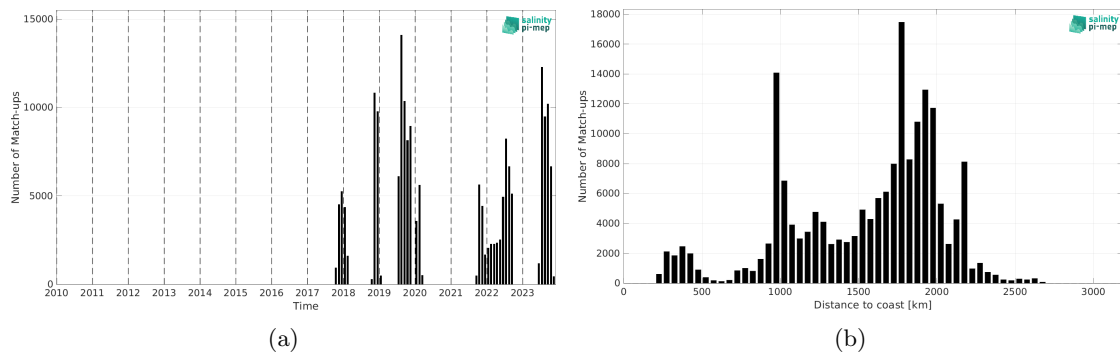 15000
10000
5000
0
Number of Match-ups
2010 2011 2012 2013 2014 2015 2016 2017 2018 2019 2020 2021 2022 2023
Time
salinity
pi-mep
(a)
18000
16000
14000
12000
10000
8000
6000
4000
2000
0
Number of Match-ups
0 500 1000 1500 2000 2500 3000
Distance to coast [km]
salinity
pi-mep
(b)